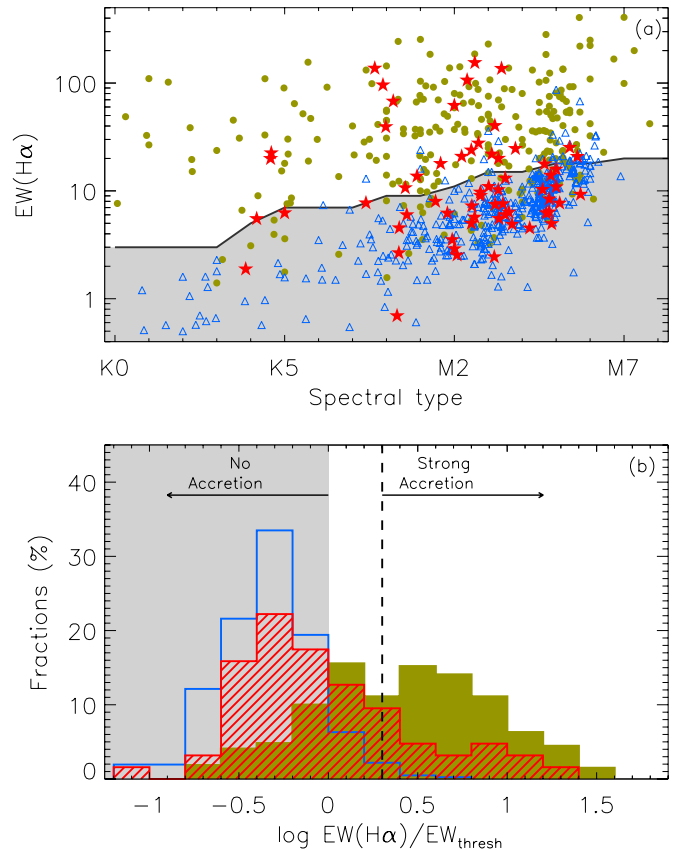 (a)
100
10
1
EW(Hα)
K0 K5 M2 M7
Spectral type
(b)
No Accretion
Strong Accretion
40
30
20
10
0
Fractions (%)
−1 −0.5 0 0.5 1 1.5
log EW(Hα)/EWthresh